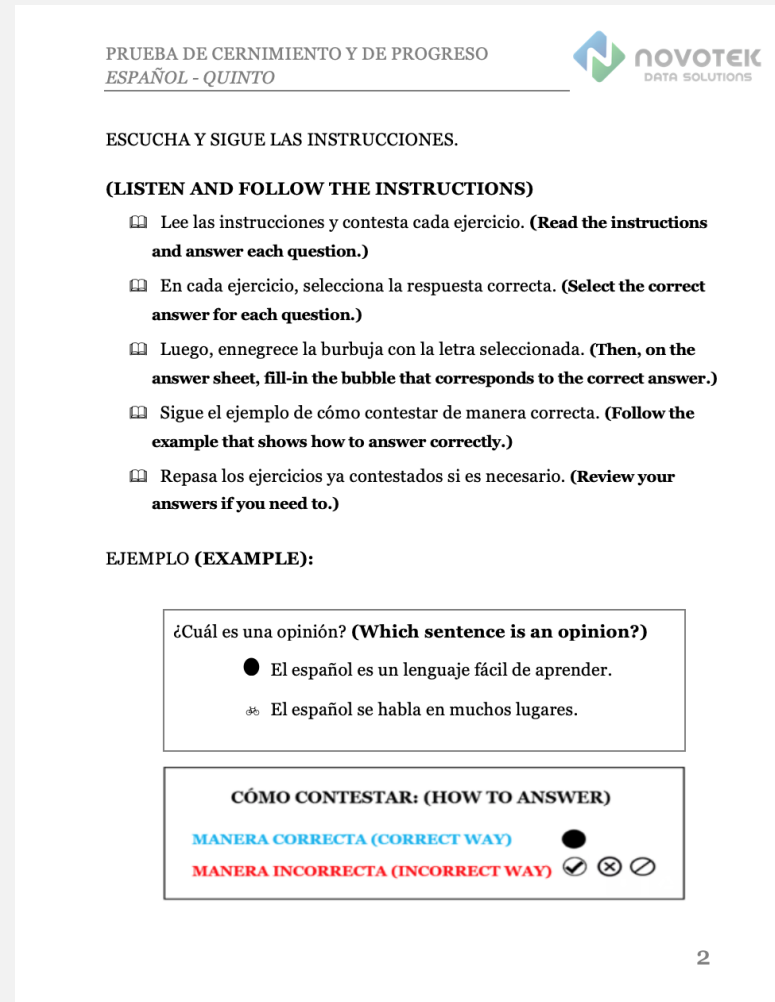 PRUEBA DE CERNIMIENTO Y DE PROGRESO
ESPAÑOL - QUINTO
NOVOTEK
DATA SOLUTIONS
ESCUCHA Y SIGUE LAS INSTRUCCIONES.
(LISTEN AND FOLLOW THE INSTRUCTIONS)
Lee las instrucciones y contesta cada ejercicio. (Read the instructions
and answer each question.)
En cada ejercicio, selecciona la respuesta correcta. (Select the correct
answer for each question.)
Luego, ennegrece la burbuja con la letra seleccionada. (Then, on the
answer sheet, fill-in the bubble that corresponds to the correct answer.)
Sigue el ejemplo de cómo contestar de manera correcta. (Follow the
example that shows how to answer correctly.)
Repasa los ejercicios ya contestados si es necesario. (Review your
answers if you need to.)
EJEMPLO (EXAMPLE):
¿Cuál es una opinión? (Which sentence is an opinion?)
El español es un lenguaje fácil de aprender.
El español se habla en muchos lugares.
CÓMO CONTESTAR: (HOW TO ANSWER)
MANERA CORRECTA (CORRECT WAY)
MANERA INCORRECTA (INCORRECT WAY)
2